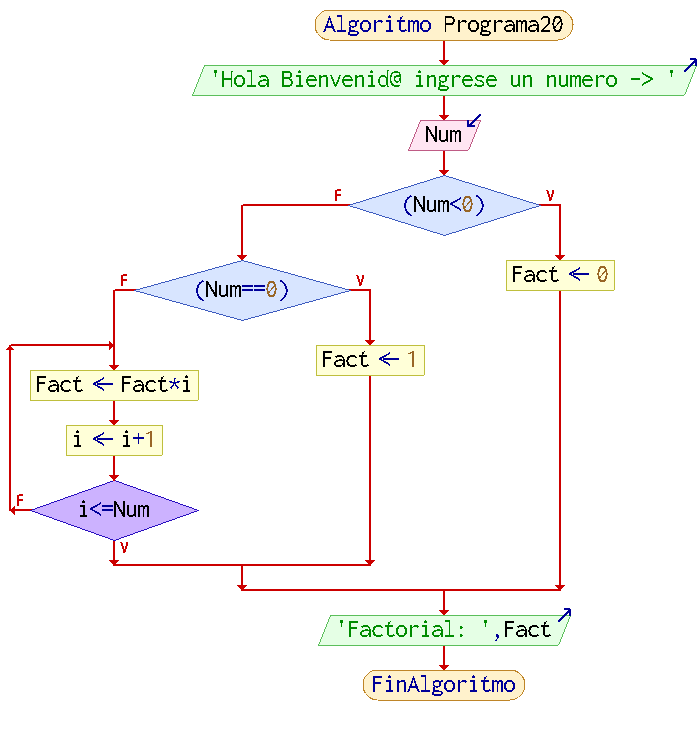 Algoritmo Programa20
'Hola Bienvenid@ ingrese un numero -> '
Num
(Num<0)
F
V
(Num==0)
F
V
Fact ← 0
Fact ← 1
Fact ← Fact*i
i ← i+1
i<=Num
F
V
'Factorial: ',Fact
FinAlgoritmo